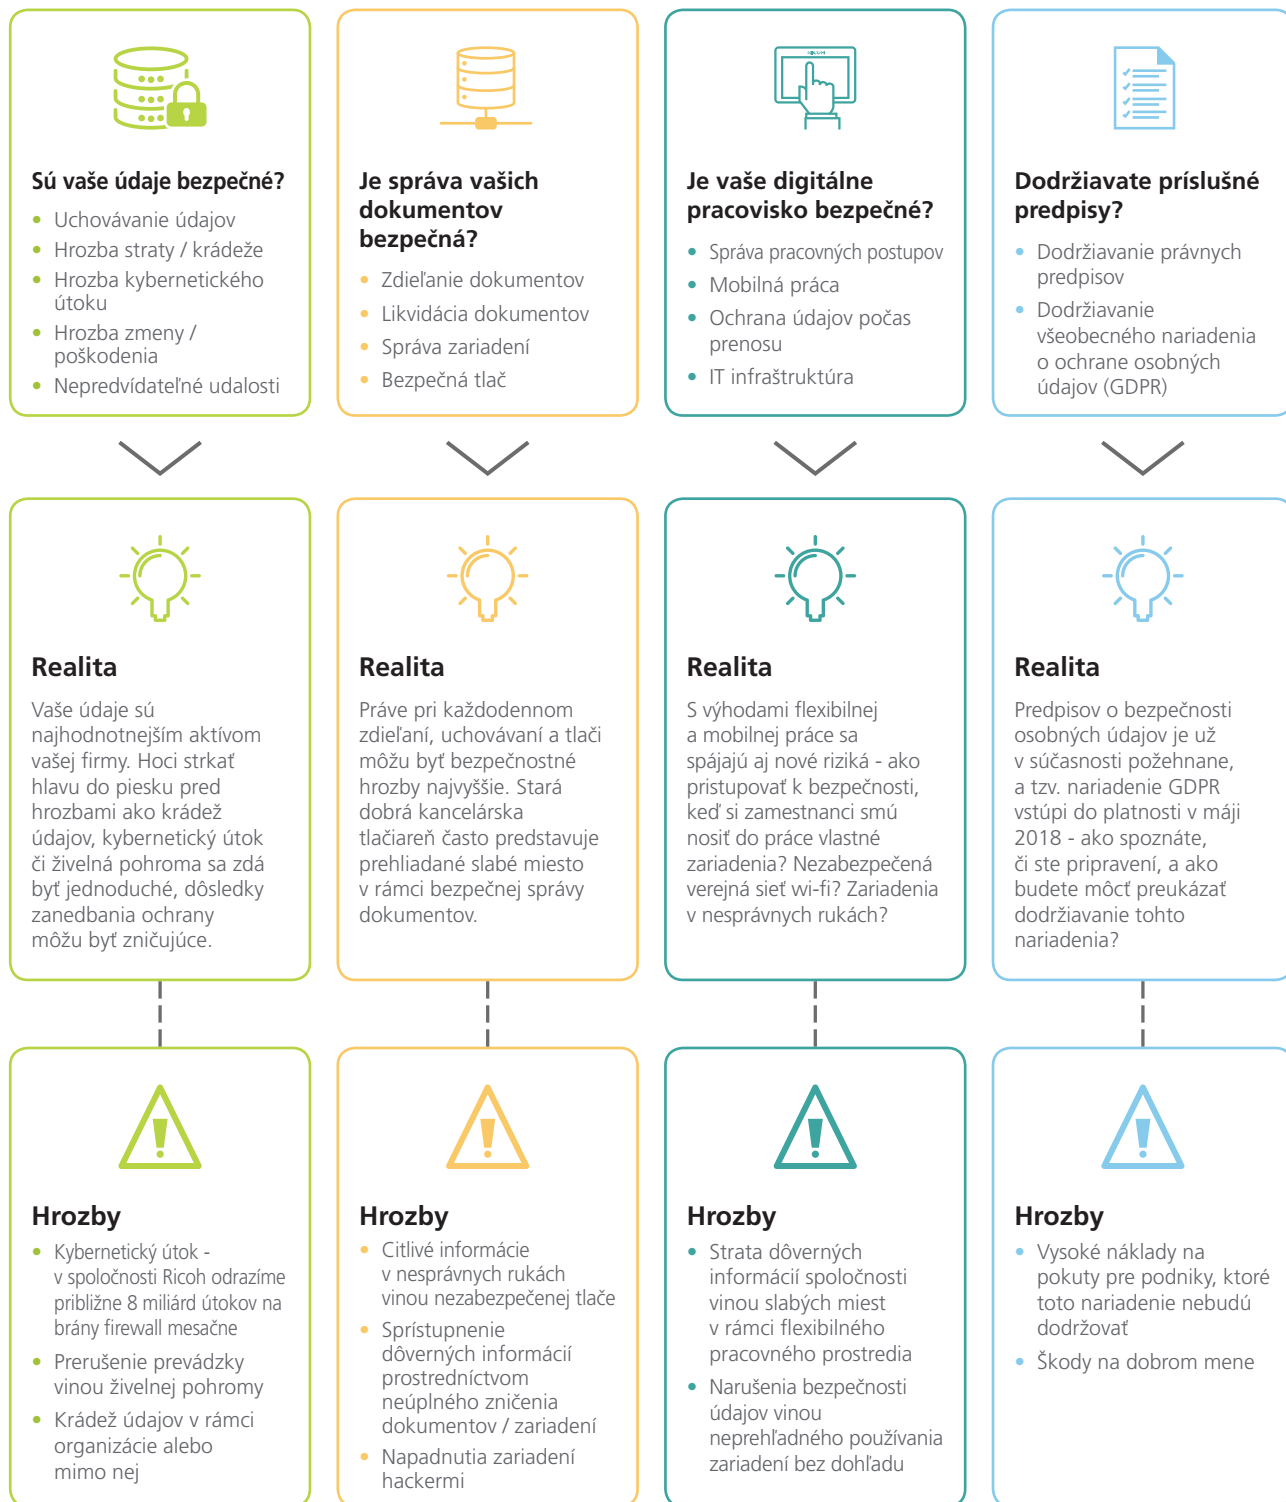 Sú vaše údaje bezpečné?
• Uchovávanie údajov
• Hrozba straty / krádeže
• Hrozba kybernetického
útoku
• Hrozba zmeny /
poškodenia
• Nepredvídateľné udalosti
Je správa vašich
dokumentov
bezpečná?
• Zdieľanie dokumentov
• Likvidácia dokumentov
• Správa zariadení
• Bezpečná tlač
Je vaše digitálne
pracovisko bezpečné?
• Správa pracovných postupov
• Mobilná práca
• Ochrana údajov počas
prenosu
• IT infraštruktúra
Dodržiavate príslušné
predpisy?
• Dodržiavanie právnych
predpisov
• Dodržiavanie
všeobecného nariadenia
o ochrane osobných
údajov (GDPR)
Realita
Vaše údaje sú
najhodnotnejším aktívom
vašej firmy. Hoci strkať
hlavu do piesku pred
hrozbami ako krádež
údajov, kybernetický útok
či živelná pohroma sa zdá
byť jednoduché, dôsledky
zanedbania ochrany
môžu byť zničujúce.
Realita
Práve pri každodennom
zdieľaní, uchovávaní a tlači
môžu byť bezpečnostné
hrozby najvyššie. Stará
dobrá kancelárska
tlačiareň často predstavuje
prehliadané slabé miesto
v rámci bezpečnej správy
dokumentov.
Realita
S výhodami flexibilnej
a mobilnej práce sa
spájajú aj nové riziká - ako
pristupovať k bezpečnosti,
keď si zamestnanci smú
nosiť do práce vlastné
zariadenia? Nezabezpečená
verejná sieť wi-fi? Zariadenia
v nesprávnych rukách?
Realita
Predpisov o bezpečnosti
osobných údajov je už
v súčasnosti požehnane,
a tzv. nariadenie GDPR
vstúpi do platnosti v máji
2018 - ako spoznáte,
či ste pripravení, a ako
budete môcť preukázať
dodržiavanie tohto
nariadenia?
Hrozby
• Kybernetický útok -
v spoločnosti Ricoh odrazíme
približne 8 miliárd útokov na
brány firewall mesačne
• Prerušenie prevádzky
vinou živelnej pohromy
• Krádež údajov v rámci
organizácie alebo
mimo nej
Hrozby
• Citlivé informácie
v nesprávnych rukách
vinou nezabezpečenej tlače
• Sprístupnenie
dôverných informácií
prostredníctvom
neúplného zničenia
dokumentov / zariadení
• Napadnutia zariadení
hackermi
Hrozby
• Strata dôverných
informácií spoločnosti
vinou slabých miest
v rámci flexibilného
pracovného prostredia
• Narušenia bezpečnosti
údajov vinou
neprehľadného používania
zariadení bez dohľadu
Hrozby
• Vysoké náklady na
pokuty pre podniky, ktoré
toto nariadenie nebudú
dodržovať
• Škody na dobrom mene